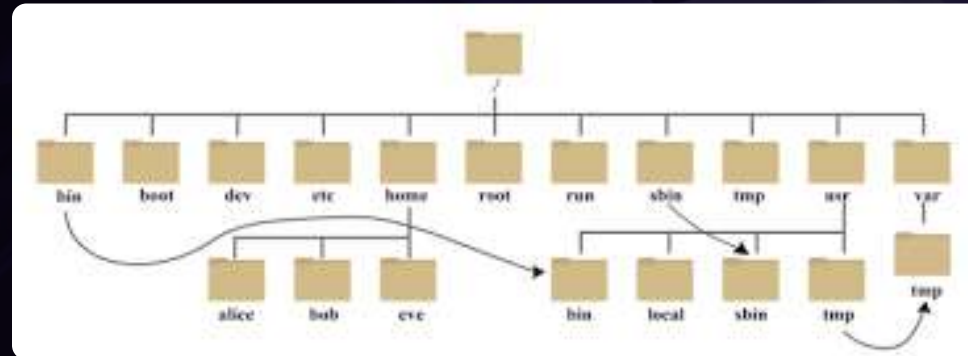 /
bin boot dev etc home root run sbin tmp usr var
alice bob eve bin local sbin tmp tmp